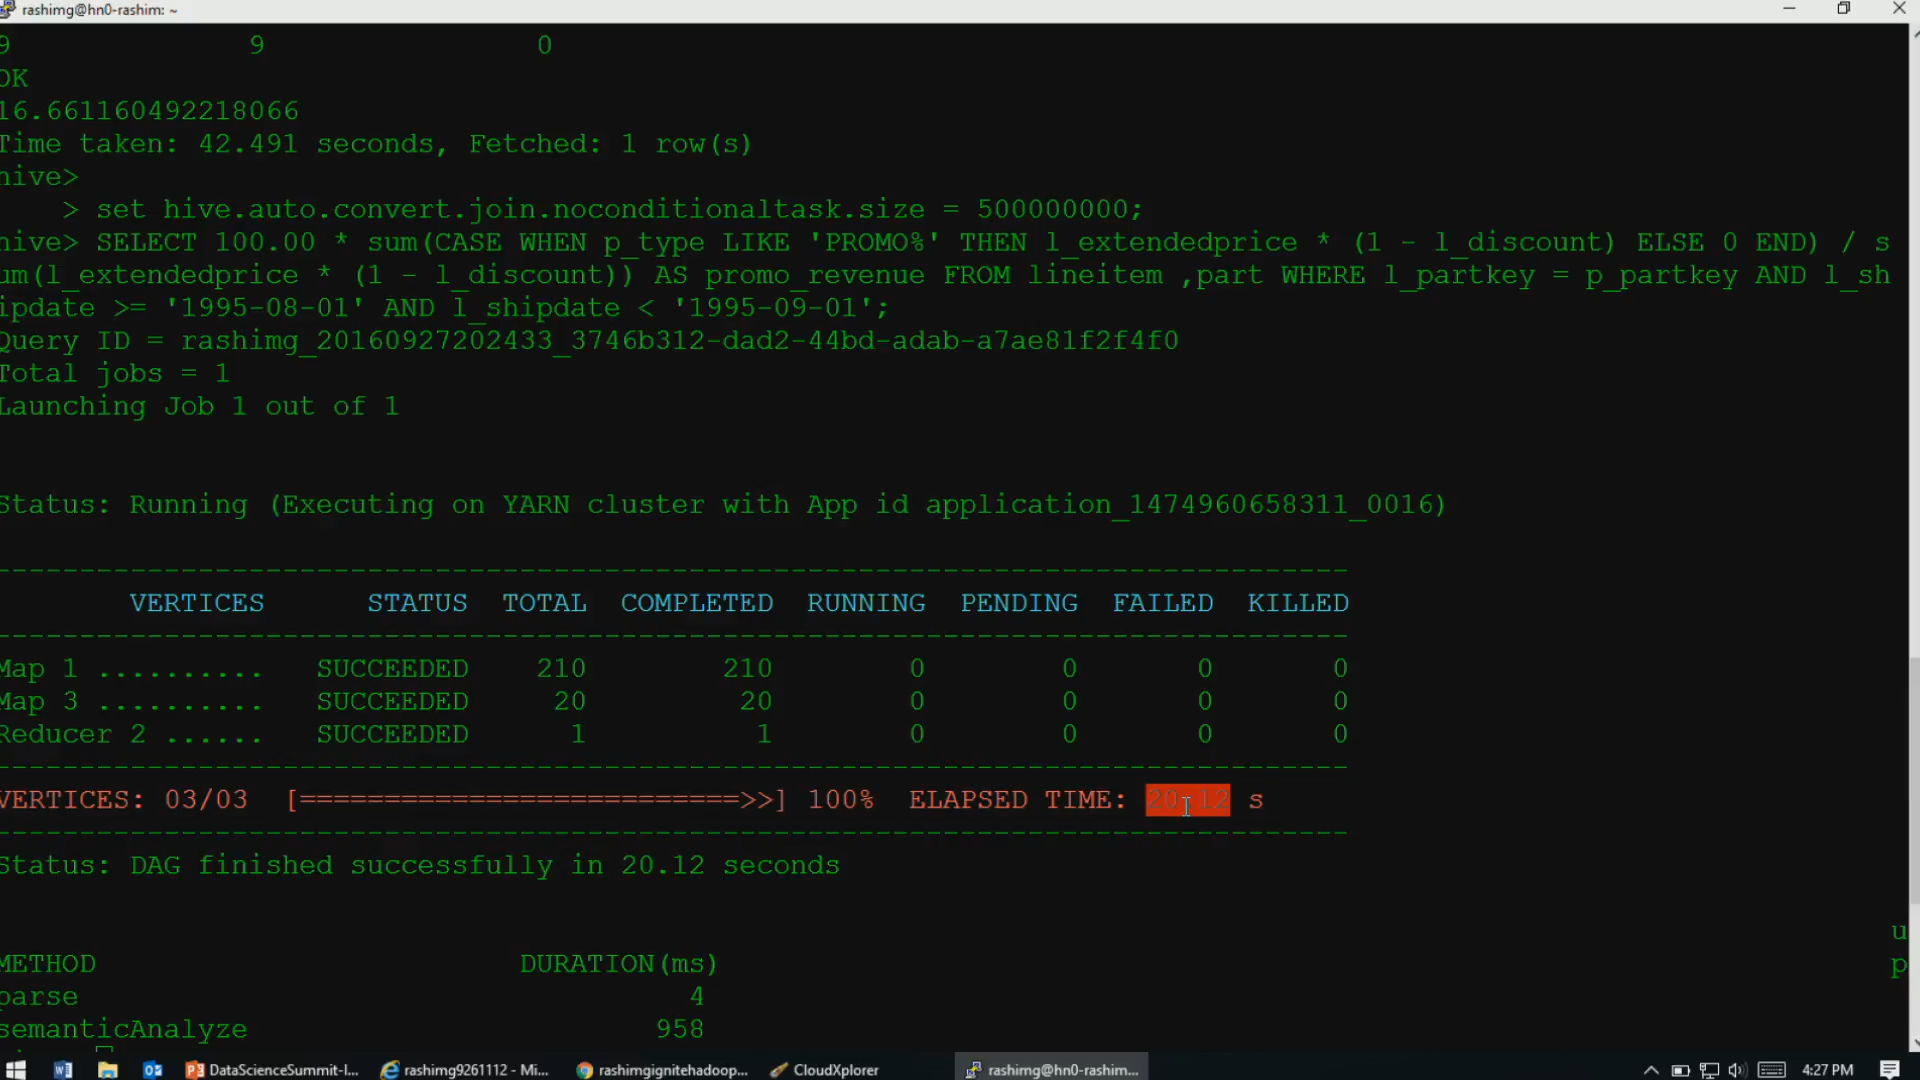 rashimg@hn0-rashim: ~
9 9 0
OK
16.661160492218066
Time taken: 42.491 seconds, Fetched: 1 row(s)
hive>
> set hive.auto.convert.join.noconditionaltask.size = 500000000;
hive> SELECT 100.00 * sum(CASE WHEN p_type LIKE 'PROMO%' THEN l_extendedprice * (1 - l_discount) ELSE 0 END) / s
um(l_extendedprice * (1 - l_discount)) AS promo_revenue FROM lineitem ,part WHERE l_partkey = p_partkey AND l_sh
ipdate >= '1995-08-01' AND l_shipdate < '1995-09-01';
Query ID = rashimg_20160927202433_3746b312-dad2-44bd-adab-a7ae81f2f4f0
Total jobs = 1
Launching Job 1 out of 1
Status: Running (Executing on YARN cluster with App id application_1474960658311_0016)
--------------------------------------------------------------------------------
VERTICES STATUS TOTAL COMPLETED RUNNING PENDING FAILED KILLED
--------------------------------------------------------------------------------
Map 1 .......... SUCCEEDED 210 210 0 0 0 0
Map 3 .......... SUCCEEDED 20 20 0 0 0 0
Reducer 2 ...... SUCCEEDED 1 1 0 0 0 0
--------------------------------------------------------------------------------
VERTICES: 03/03 [==========================>>] 100% ELAPSED TIME: 20.12 s
--------------------------------------------------------------------------------
Status: DAG finished successfully in 20.12 seconds
u
METHOD DURATION(ms) p
parse 4
semanticAnalyze 958
DataScienceSummit-I... rashimg9261112 - Mi... rashimgignitehadoop... CloudXplorer rashimg@hn0-rashim... 4:27 PM